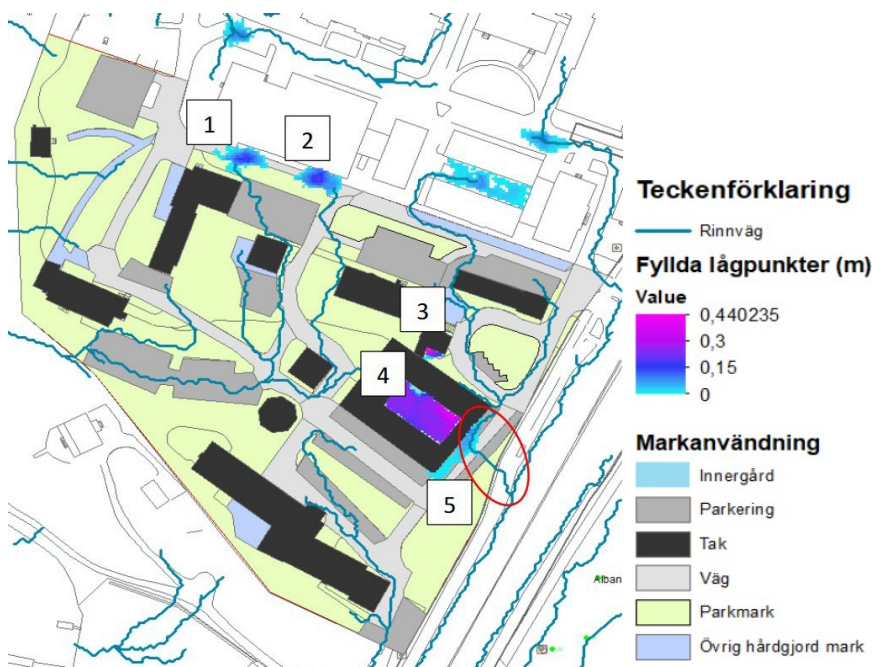 1
2
3
4
5
Alban
Teckenförklaring
Rinnväg
Fyllda lågpunkter (m)
Value
0,440235
0,3
0,15
0
Markanvändning
Innergård
Parkering
Tak
Väg
Parkmark
Övrig hårdgjord mark